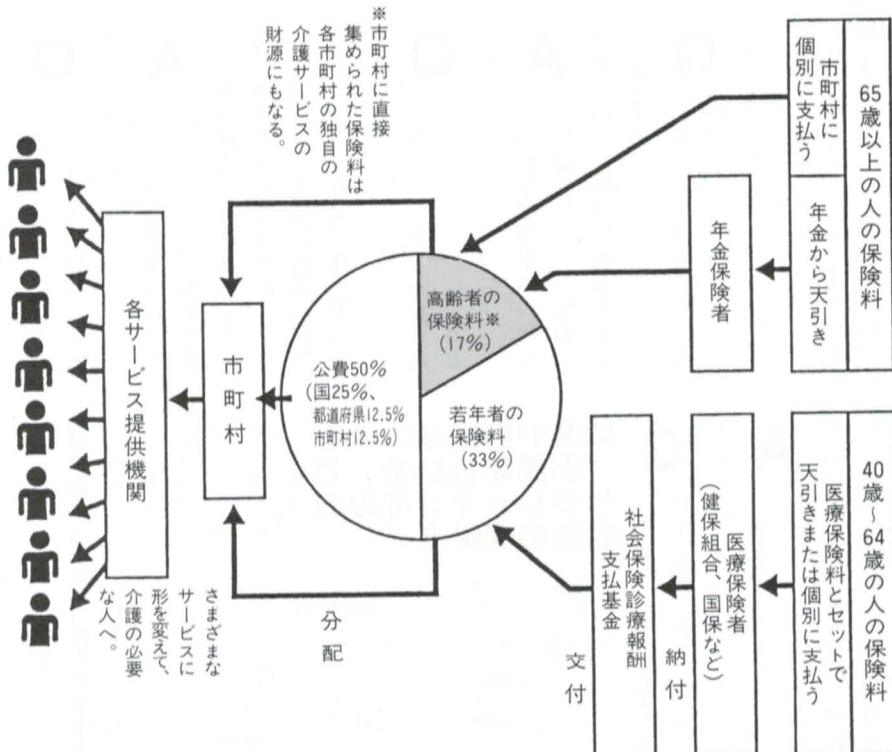 65歳以上の人の保険料
市町村に
個別に支払う
年金から天引き
年金保険者
40歳〜64歳の人の保険料
医療保険料とセットで
天引きまたは個別に支払う
医療保険者
(健保組合、国保など)
納付
社会保険診療報酬
支払基金
交付
高齢者の
保険料※
(17%)
若年者の
保険料
(33%)
公費50%
(国25%、
都道府県12.5%
市町村12.5%)
※市町村に直接
集められた保険料は
各市町村の独自の
介護サービスの
財源にもなる。
分配
市町村
各サービス提供機関
さまざまな
サービスに
形を変えて、
介護の必要
な人へ。